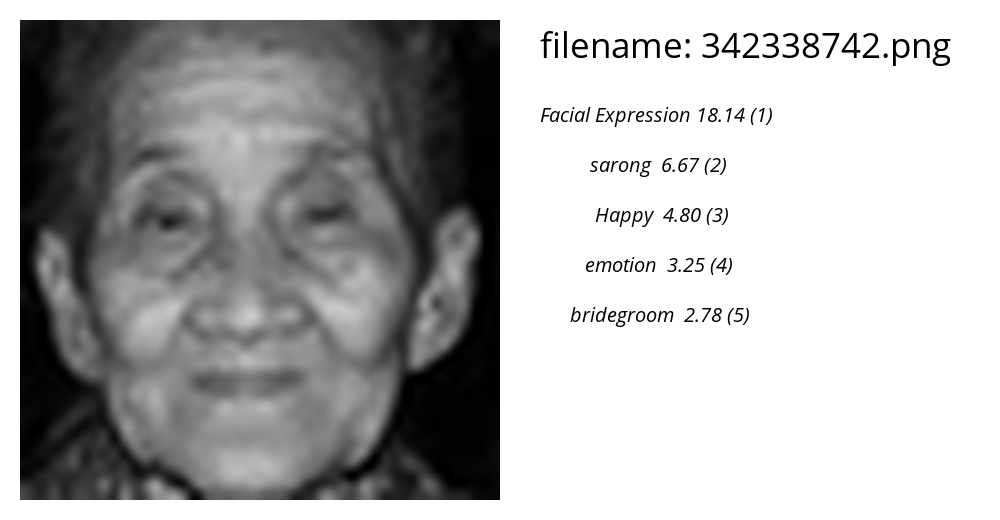 filename: 342338742.png
Facial Expression 18.14 (1)
sarong 6.67 (2)
Happy 4.80 (3)
emotion 3.25 (4)
bridegroom 2.78 (5)